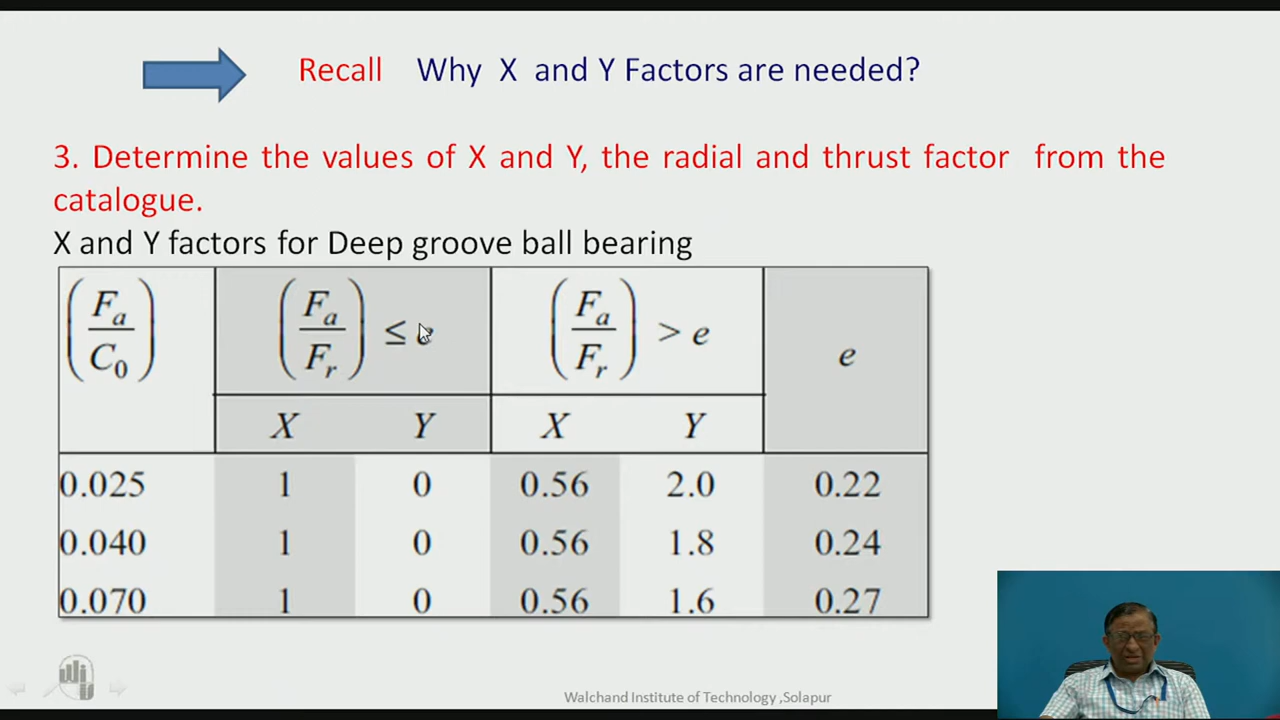 Recall Why X and Y Factors are needed?
3. Determine the values of X and Y, the radial and thrust factor from the
catalogue.
X and Y factors for Deep groove ball bearing
(Fa/C0) (Fa/Fr) ≤ e (Fa/Fr) > e e
X Y X Y
0.025 1 0 0.56 2.0 0.22
0.040 1 0 0.56 1.8 0.24
0.070 1 0 0.56 1.6 0.27
Walchand Institute of Technology ,Solapur